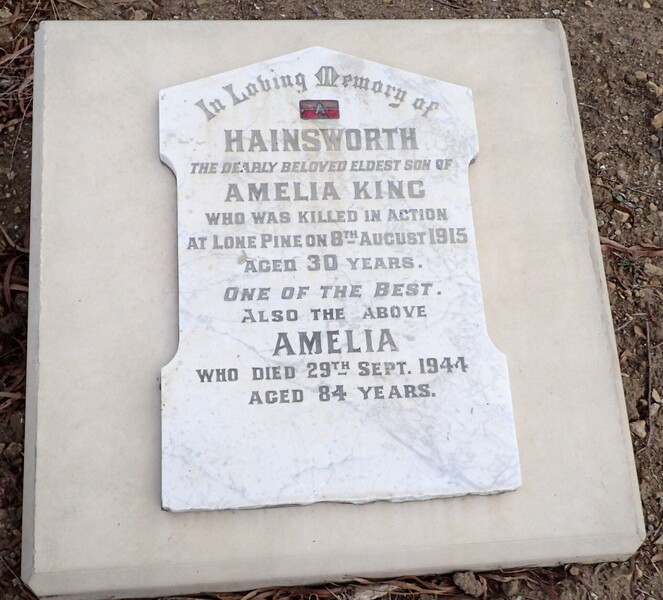 In Loving Memory of
A
HAINSWORTH
THE DEARLY BELOVED ELDEST SON OF
AMELIA KING
WHO WAS KILLED IN ACTION
AT LONE PINE ON 8TH AUGUST 1915
AGED 30 YEARS.
ONE OF THE BEST.
ALSO THE ABOVE
AMELIA
WHO DIED 29TH SEPT. 1944
AGED 84 YEARS.